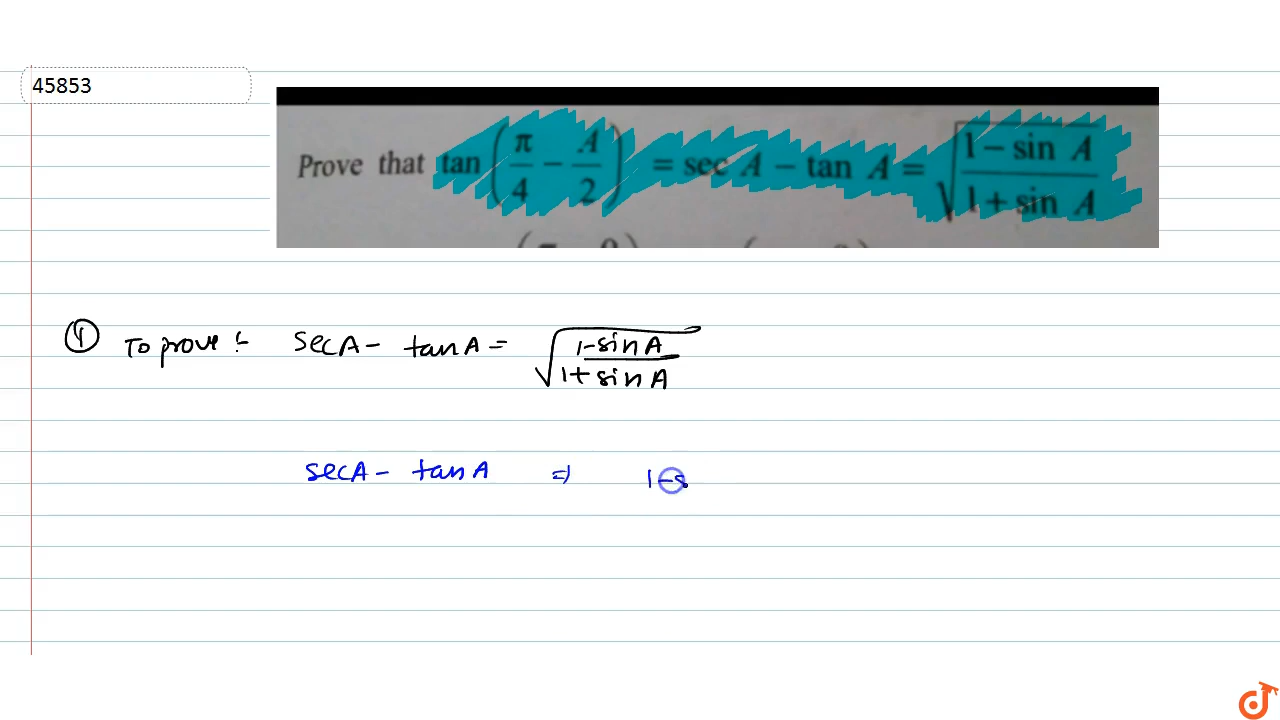 45853
Prove that tan (π/4 − A/2) = sec A − tan A = √((1 − sin A)/(1 + sin A))
① To prove :- secA - tanA = √((1-sinA)/(1+sinA))
secA - tanA ⇒ 1-s